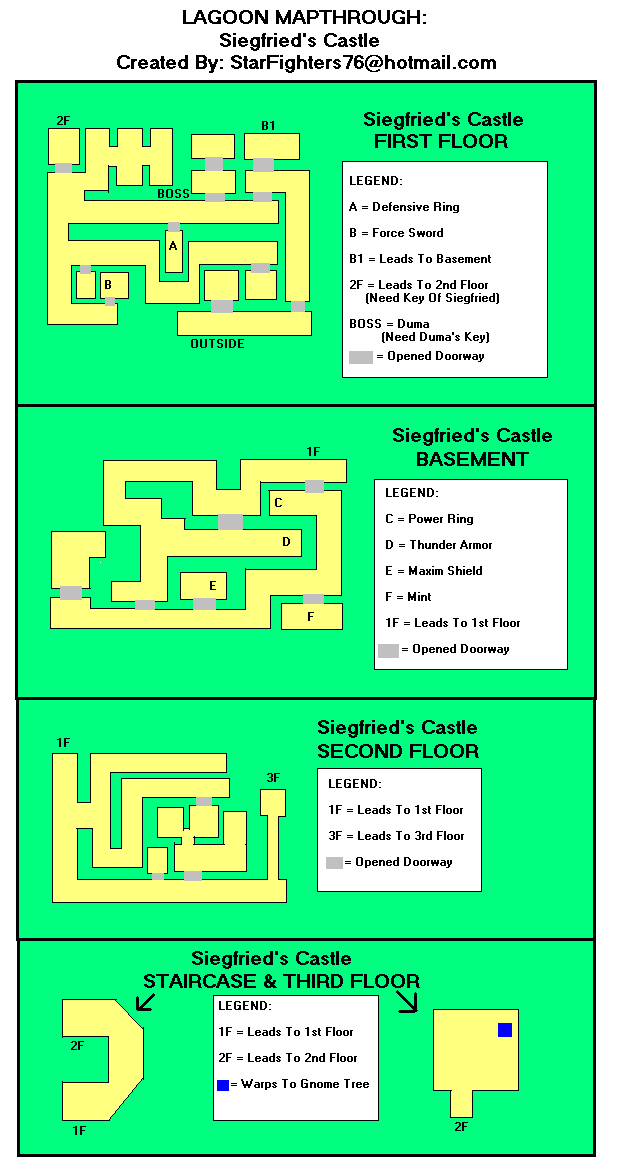 LAGOON MAPTHROUGH:
Siegfried's Castle
Created By: StarFighters76@hotmail.com
Siegfried's Castle
FIRST FLOOR
2F
B1
BOSS
A
B
OUTSIDE
LEGEND:
A = Defensive Ring
B = Force Sword
B1 = Leads To Basement
2F = Leads To 2nd Floor
(Need Key Of Siegfried)
BOSS = Duma
(Need Duma's Key)
= Opened Doorway
Siegfried's Castle
BASEMENT
1F
C
D
E
F
LEGEND:
C = Power Ring
D = Thunder Armor
E = Maxim Shield
F = Mint
1F = Leads To 1st Floor
= Opened Doorway
Siegfried's Castle
SECOND FLOOR
1F
3F
LEGEND:
1F = Leads To 1st Floor
3F = Leads To 3rd Floor
= Opened Doorway
Siegfried's Castle
STAIRCASE & THIRD FLOOR
2F
1F
LEGEND:
1F = Leads To 1st Floor
2F = Leads To 2nd Floor
= Warps To Gnome Tree
2F